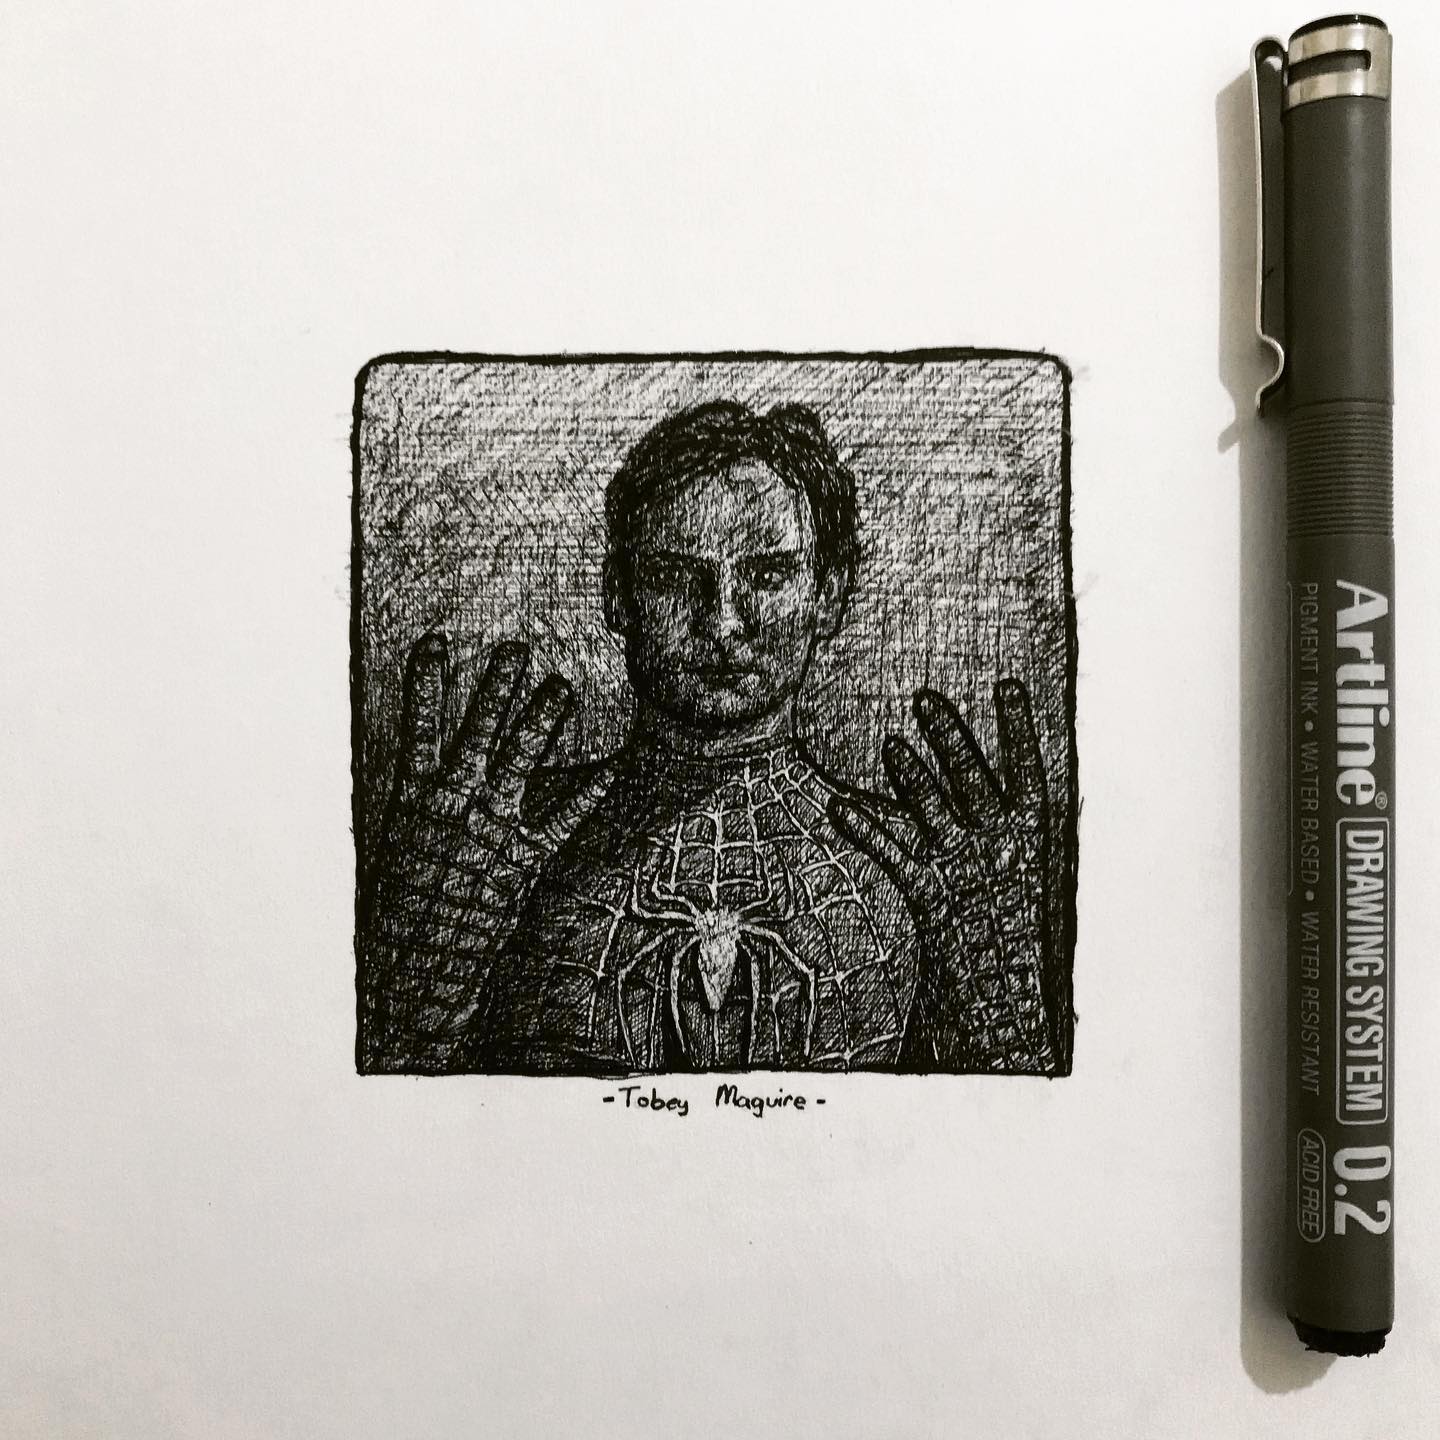 -Tobey Maguire-
Artline® DRAWING SYSTEM 0.2
PIGMENT INK • WATER BASED • WATER RESISTANT ACID FREE